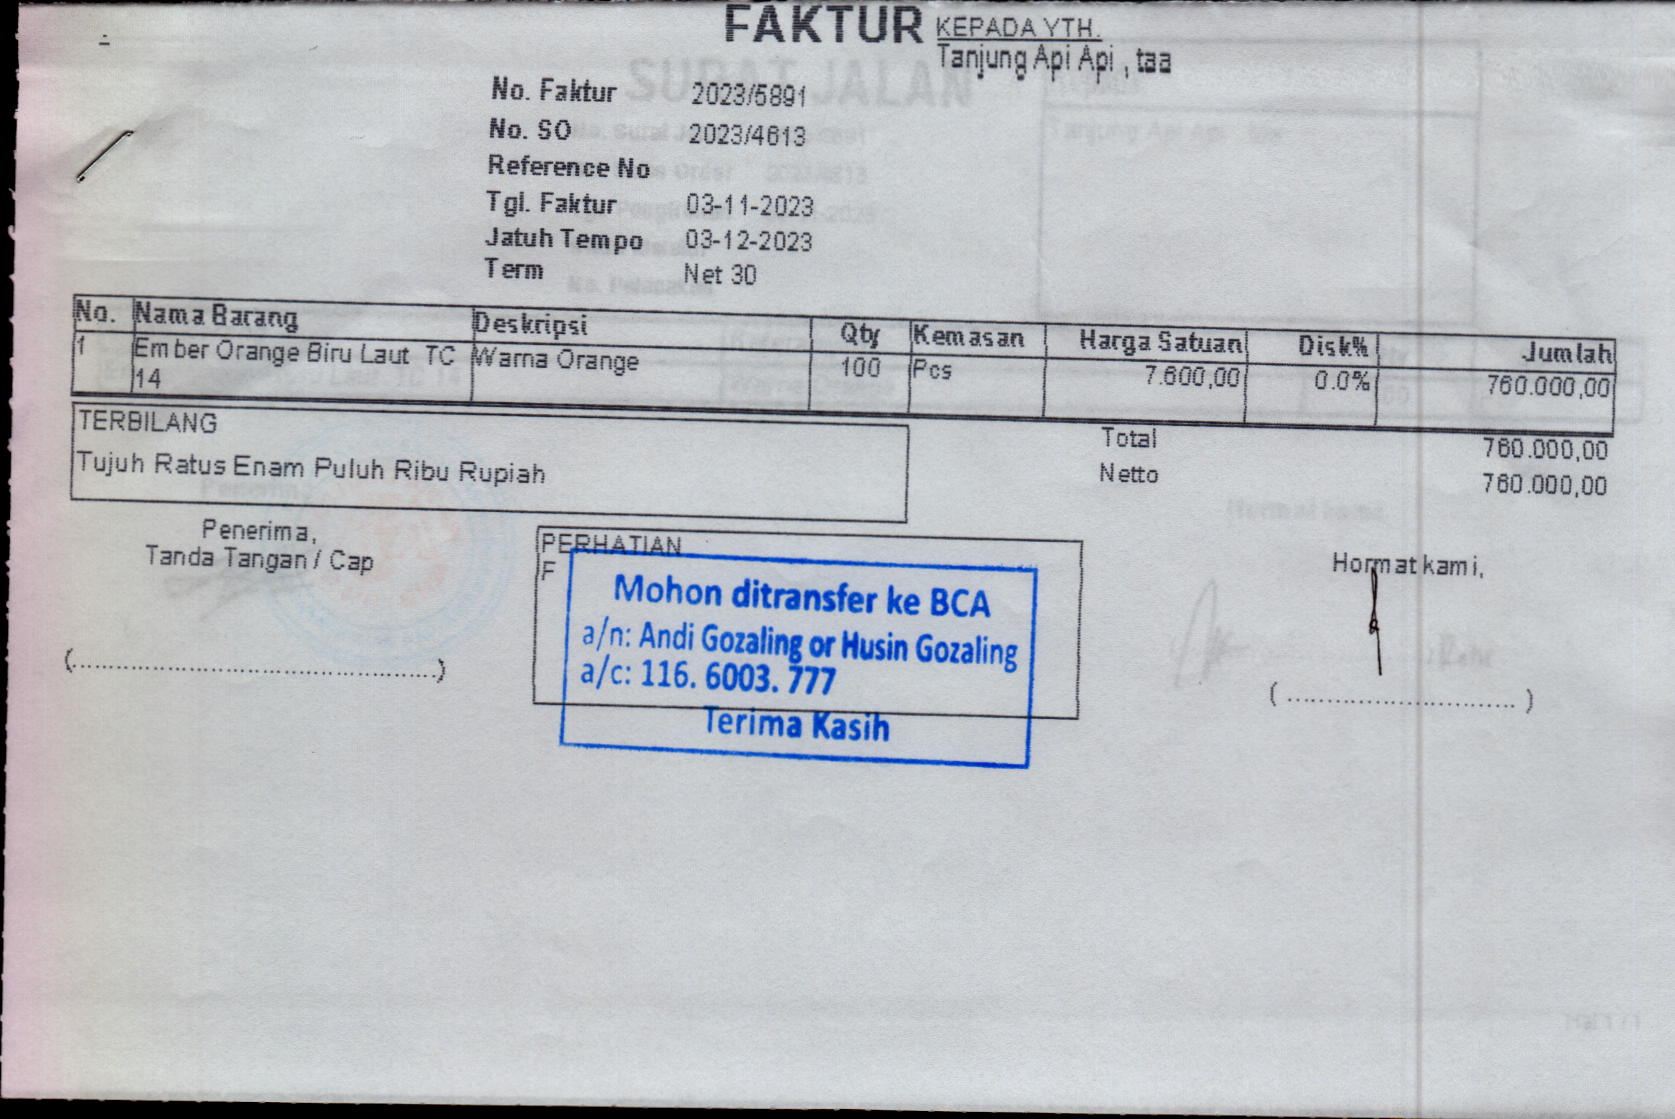 FAKTUR
KEPADA YTH.
Tanjung Api Api , taa
No. Faktur 2023/5891
No. SO 2023/4613
Reference No
Tgl. Faktur 03-11-2023
Jatuh Tempo 03-12-2023
Term Net 30
No. Nama Barang Deskripsi Qty Kemasan Harga Satuan Disk% Jumlah
1 Ember Orange Biru Laut TC Warna Orange 100 Pcs 7.600,00 0.0% 760.000,00
14
TERBILANG
Tujuh Ratus Enam Puluh Ribu Rupiah
Total 760.000,00
Netto 760.000,00
Penerima,
Tanda Tangan / Cap
PERHATIAN
F
Mohon ditransfer ke BCA
a/n: Andi Gozaling or Husin Gozaling
a/c: 116. 6003. 777
Terima Kasih
Hormat kami,
(....................................)
( ............................ )
SURAT JALAN